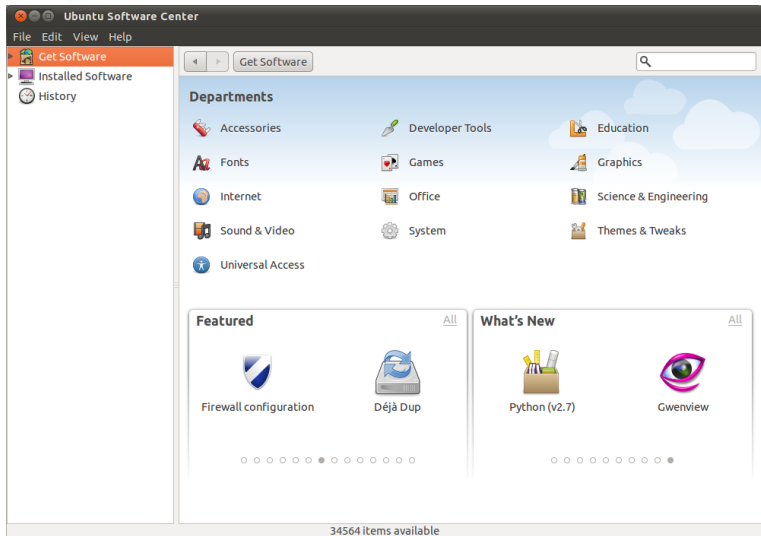 Ubuntu Software Center
File Edit View Help
Get Software
Installed Software
History
Get Software
Departments
Accessories Developer Tools Education
Fonts Games Graphics
Internet Office Science & Engineering
Sound & Video System Themes & Tweaks
Universal Access
Featured All What's New All
Firewall configuration Déjà Dup Python (v2.7) Gwenview
34564 items available